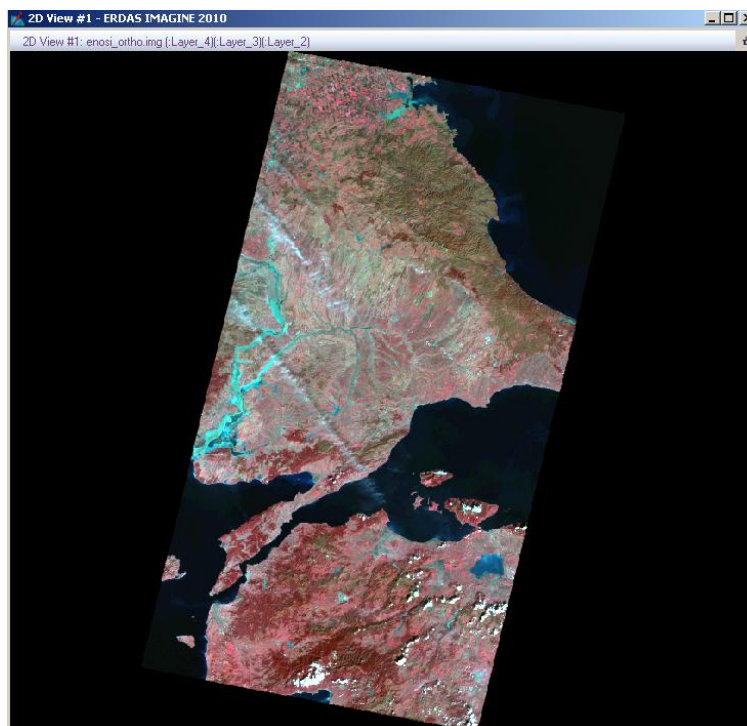 2D View #1 - ERDAS IMAGINE 2010
2D View #1: enosi_ortho.img (:Layer_4)(:Layer_3)(:Layer_2)